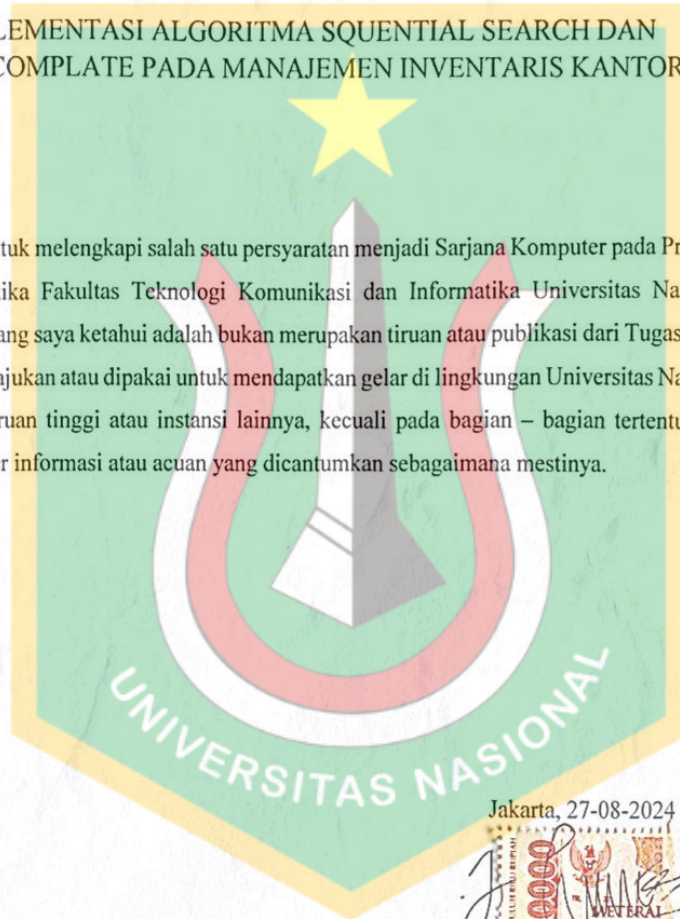 LEMENTASI ALGORITMA SQUENTIAL SEARCH DAN
COMPLATE PADA MANAJEMEN INVENTARIS KANTOR
tuk melengkapi salah satu persyaratan menjadi Sarjana Komputer pada Pr
ika Fakultas Teknologi Komunikasi dan Informatika Universitas Na
ang saya ketahui adalah bukan merupakan tiruan atau publikasi dari Tugas
ajukan atau dipakai untuk mendapatkan gelar di lingkungan Universitas Na
ruan tinggi atau instansi lainnya, kecuali pada bagian – bagian tertentu
r informasi atau acuan yang dicantumkan sebagaimana mestinya.
UNIVERSITAS NASIONAL
Jakarta, 27-08-2024
0000
METERAI